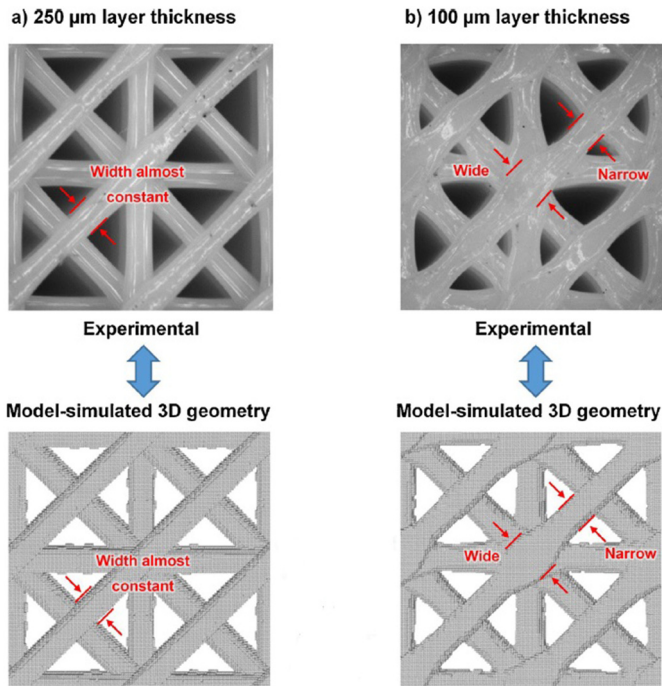 a) 250 µm layer thickness
Width almost
constant
Experimental
Model-simulated 3D geometry
Width almost
constant
b) 100 µm layer thickness
Wide
Narrow
Experimental
Model-simulated 3D geometry
Wide
Narrow